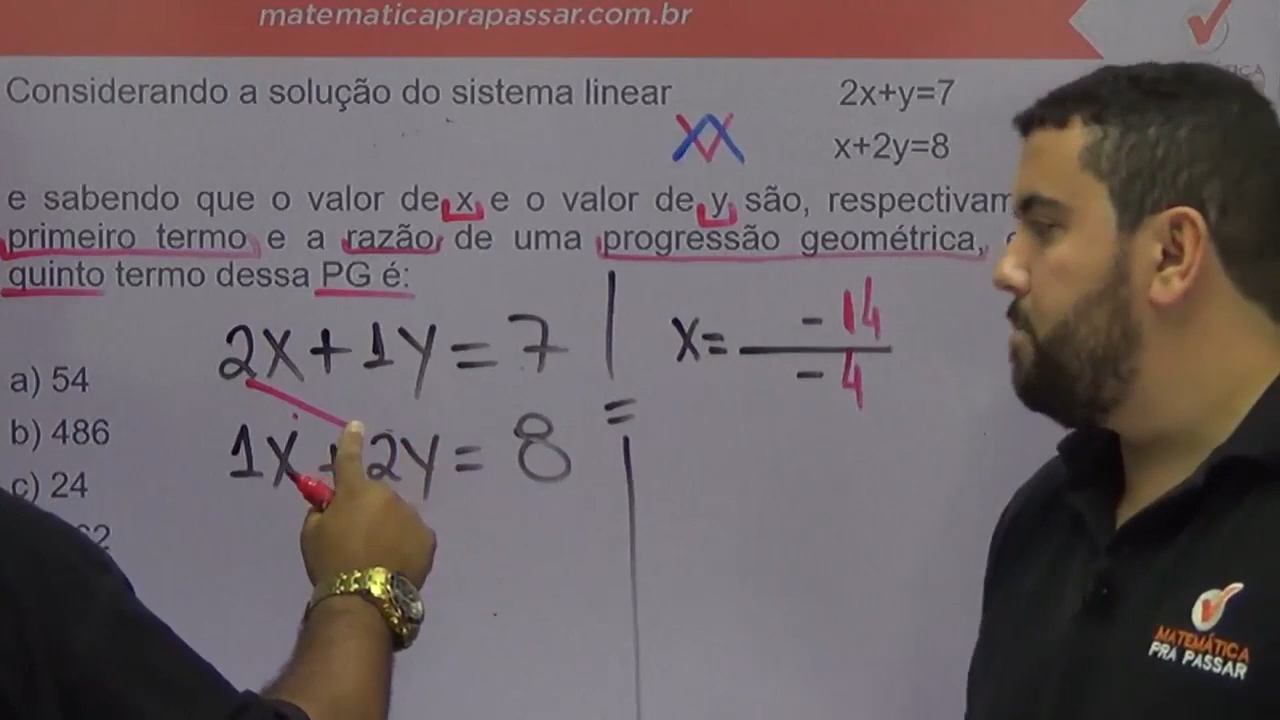 matematicaprapassar.com.br
Considerando a solução do sistema linear
2x+y=7
x+2y=8
e sabendo que o valor de x e o valor de y são, respectivam
primeiro termo e a razão de uma progressão geométrica,
quinto termo dessa PG é:
a) 54
b) 486
c) 24
2X+1Y=7
1X+2Y=8
=
X= -14
-4
MATEMÁTICA
PRA PASSAR